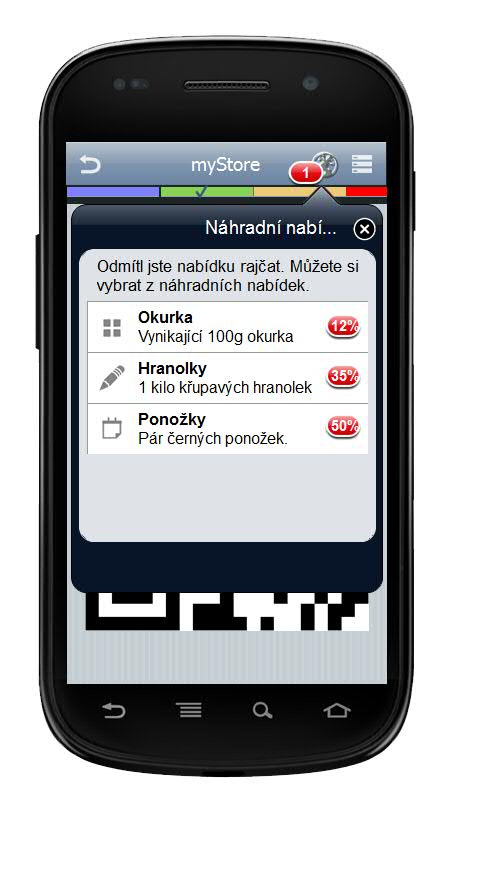 myStore
1
Náhradní nabí...
Odmítl jste nabídku rajčat. Můžete si
vybrat z náhradních nabídek.
Okurka
Vynikající 100g okurka
12%
Hranolky
1 kilo křupavých hranolek
35%
Ponožky
Pár černých ponožek.
50%